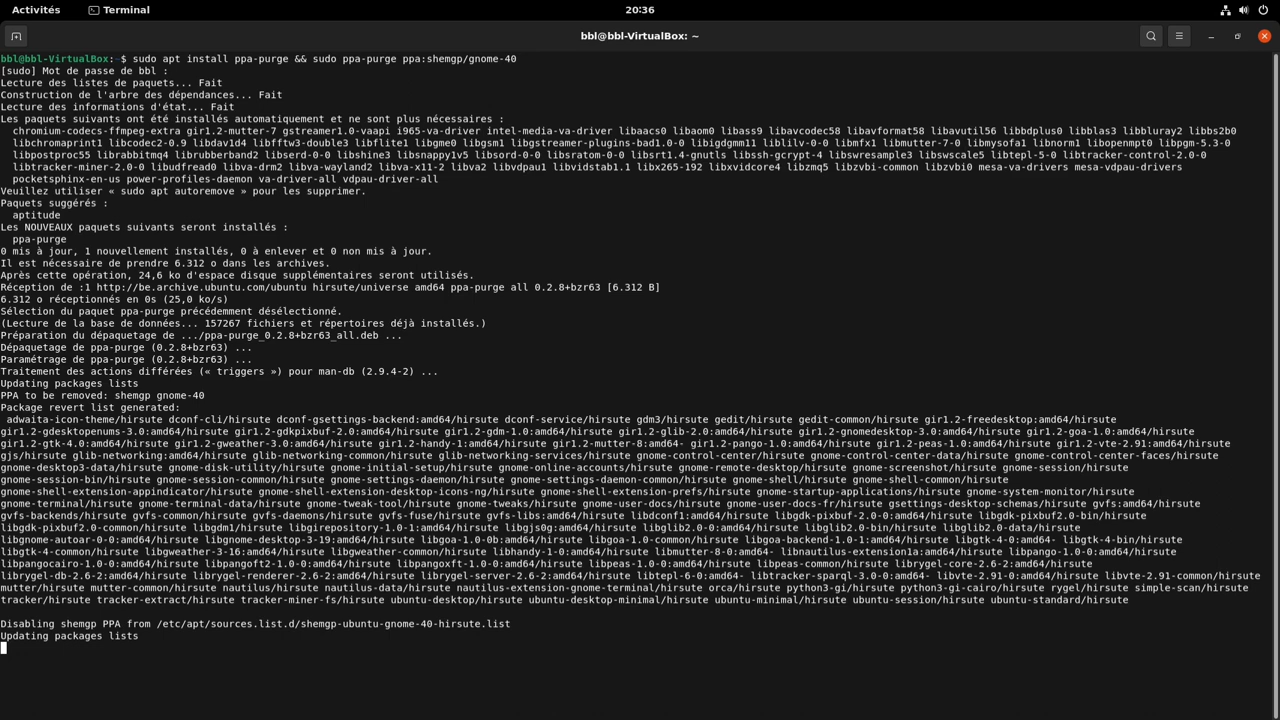 Activités
Terminal
20:36
bbl@bbl-VirtualBox: ~
bbl@bbl-VirtualBox:~$ sudo apt install ppa-purge && sudo ppa-purge ppa:shemgp/gnome-40
[sudo] Mot de passe de bbl :
Lecture des listes de paquets... Fait
Construction de l'arbre des dépendances... Fait
Lecture des informations d'état... Fait
Les paquets suivants ont été installés automatiquement et ne sont plus nécessaires :
chromium-codecs-ffmpeg-extra gir1.2-mutter-7 gstreamer1.0-vaapi i965-va-driver intel-media-va-driver libaacs0 libaom0 libass9 libavcodec58 libavformat58 libavutil56 libbdplus0 libblas3 libbluray2 libbs2b0
libchromaprint1 libcodec2-0.9 libdav1d4 libfftw3-double3 libflite1 libgme0 libgsm1 libgstreamer-plugins-bad1.0-0 libigdgmm11 liblilv-0-0 libmfx1 libmutter-7-0 libmysofa1 libnorm1 libopenmpt0 libpgm-5.3-0
libpostproc55 librabbitmq4 librubberband2 libserd-0-0 libshine3 libsnappy1v5 libsord-0-0 libsratom-0-0 libsrt1.4-gnutls libssh-gcrypt-4 libswresample3 libswscale5 libtepl-5-0 libtracker-control-2.0-0
libtracker-miner-2.0-0 libudfread0 libva-drm2 libva-wayland2 libva-x11-2 libva2 libvdpau1 libvidstab1.1 libx265-192 libxvidcore4 libzmq5 libzvbi-common libzvbi0 mesa-va-drivers mesa-vdpau-drivers
pocketsphinx-en-us power-profiles-daemon va-driver-all vdpau-driver-all
Veuillez utiliser « sudo apt autoremove » pour les supprimer.
Paquets suggérés :
aptitude
Les NOUVEAUX paquets suivants seront installés :
ppa-purge
0 mis à jour, 1 nouvellement installés, 0 à enlever et 0 non mis à jour.
Il est nécessaire de prendre 6.312 o dans les archives.
Après cette opération, 24,6 ko d'espace disque supplémentaires seront utilisés.
Réception de :1 http://be.archive.ubuntu.com/ubuntu hirsute/universe amd64 ppa-purge all 0.2.8+bzr63 [6.312 B]
6.312 o réceptionnés en 0s (25,0 ko/s)
Sélection du paquet ppa-purge précédemment désélectionné.
(Lecture de la base de données... 157267 fichiers et répertoires déjà installés.)
Préparation du dépaquetage de .../ppa-purge_0.2.8+bzr63_all.deb ...
Dépaquetage de ppa-purge (0.2.8+bzr63) ...
Paramétrage de ppa-purge (0.2.8+bzr63) ...
Traitement des actions différées (« triggers ») pour man-db (2.9.4-2) ...
Updating packages lists
PPA to be removed: shemgp gnome-40
Package revert list generated:
adwaita-icon-theme/hirsute dconf-cli/hirsute dconf-gsettings-backend:amd64/hirsute dconf-service/hirsute gdm3/hirsute gedit/hirsute gedit-common/hirsute gir1.2-freedesktop:amd64/hirsute
gir1.2-gdesktopenums-3.0:amd64/hirsute gir1.2-gdkpixbuf-2.0:amd64/hirsute gir1.2-gdm-1.0:amd64/hirsute gir1.2-glib-2.0:amd64/hirsute gir1.2-gnomedesktop-3.0:amd64/hirsute gir1.2-goa-1.0:amd64/hirsute
gir1.2-gtk-4.0:amd64/hirsute gir1.2-gweather-3.0:amd64/hirsute gir1.2-handy-1:amd64/hirsute gir1.2-mutter-8:amd64- gir1.2-pango-1.0:amd64/hirsute gir1.2-peas-1.0:amd64/hirsute gir1.2-vte-2.91:amd64/hirsute
gjs/hirsute glib-networking:amd64/hirsute glib-networking-common/hirsute glib-networking-services/hirsute gnome-control-center/hirsute gnome-control-center-data/hirsute gnome-control-center-faces/hirsute
gnome-desktop3-data/hirsute gnome-disk-utility/hirsute gnome-initial-setup/hirsute gnome-online-accounts/hirsute gnome-remote-desktop/hirsute gnome-screenshot/hirsute gnome-session/hirsute
gnome-session-bin/hirsute gnome-session-common/hirsute gnome-settings-daemon/hirsute gnome-settings-daemon-common/hirsute gnome-shell/hirsute gnome-shell-common/hirsute
gnome-shell-extension-appindicator/hirsute gnome-shell-extension-desktop-icons-ng/hirsute gnome-shell-extension-prefs/hirsute gnome-startup-applications/hirsute gnome-system-monitor/hirsute
gnome-terminal/hirsute gnome-terminal-data/hirsute gnome-tweak-tool/hirsute gnome-tweaks/hirsute gnome-user-docs/hirsute gnome-user-docs-fr/hirsute gsettings-desktop-schemas/hirsute gvfs:amd64/hirsute
gvfs-backends/hirsute gvfs-common/hirsute gvfs-daemons/hirsute gvfs-fuse/hirsute gvfs-libs:amd64/hirsute libdconf1:amd64/hirsute libgdk-pixbuf-2.0-0:amd64/hirsute libgdk-pixbuf2.0-bin/hirsute
libgdk-pixbuf2.0-common/hirsute libgdm1/hirsute libgirepository-1.0-1:amd64/hirsute libgjs0g:amd64/hirsute libglib2.0-0:amd64/hirsute libglib2.0-bin/hirsute libglib2.0-data/hirsute
libgnome-autoar-0-0:amd64/hirsute libgnome-desktop-3-19:amd64/hirsute libgoa-1.0-0b:amd64/hirsute libgoa-1.0-common/hirsute libgoa-backend-1.0-1:amd64/hirsute libgtk-4-0:amd64- libgtk-4-bin/hirsute
libgtk-4-common/hirsute libgweather-3-16:amd64/hirsute libgweather-common/hirsute libhandy-1-0:amd64/hirsute libmutter-8-0:amd64- libnautilus-extension1a:amd64/hirsute libpango-1.0-0:amd64/hirsute
libpangocairo-1.0-0:amd64/hirsute libpangoft2-1.0-0:amd64/hirsute libpangoxft-1.0-0:amd64/hirsute libpeas-1.0-0:amd64/hirsute libpeas-common/hirsute librygel-core-2.6-2:amd64/hirsute
librygel-db-2.6-2:amd64/hirsute librygel-renderer-2.6-2:amd64/hirsute librygel-server-2.6-2:amd64/hirsute libtepl-6-0:amd64- libtracker-sparql-3.0-0:amd64- libvte-2.91-0:amd64/hirsute libvte-2.91-common/hirsute
mutter/hirsute mutter-common/hirsute nautilus/hirsute nautilus-data/hirsute nautilus-extension-gnome-terminal/hirsute orca/hirsute python3-gi/hirsute python3-gi-cairo/hirsute rygel/hirsute simple-scan/hirsute
tracker/hirsute tracker-extract/hirsute tracker-miner-fs/hirsute ubuntu-desktop/hirsute ubuntu-desktop-minimal/hirsute ubuntu-minimal/hirsute ubuntu-session/hirsute ubuntu-standard/hirsute
Disabling shemgp PPA from /etc/apt/sources.list.d/shemgp-ubuntu-gnome-40-hirsute.list
Updating packages lists